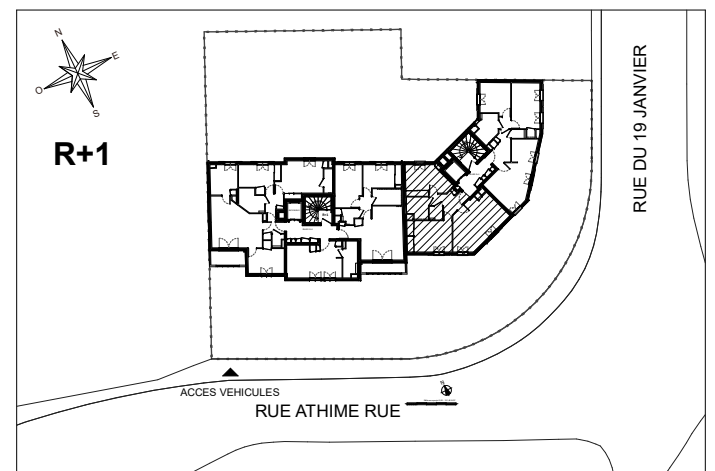 N
E
O
S
R+1
RUE DU 19 JANVIER
ACCES VEHICULES
RUE ATHIME RUE
N